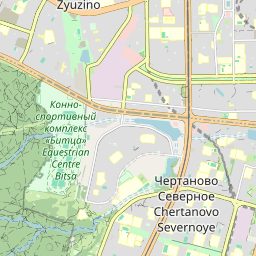 Zyuzino
Конно-
спортивный
комплекс
«Битца»
Equestrian
Centre
Bitsa
Чертаново
Северное
Chertanovo
Severnoye